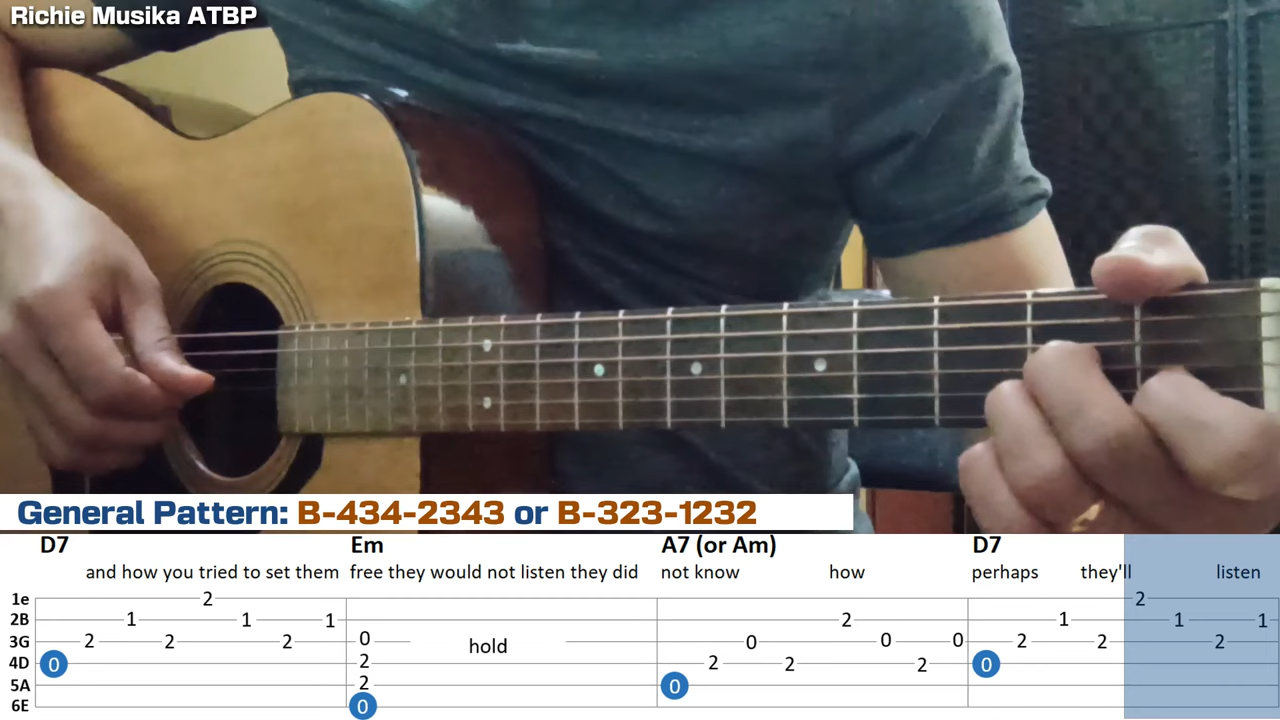 Richie Musika ATBP
General Pattern: B-434-2343 or B-323-1232
D7 Em A7 (or Am) D7
and how you tried to set them free they would not listen they did not know how perhaps they'll listen
1e 2 2
2B 1 1 1 2 1 1 1
3G 2 2 2 0 hold 0 0 0 2 2 2
4D 0 2 2 2 2 0
5A 2 0
6E 0